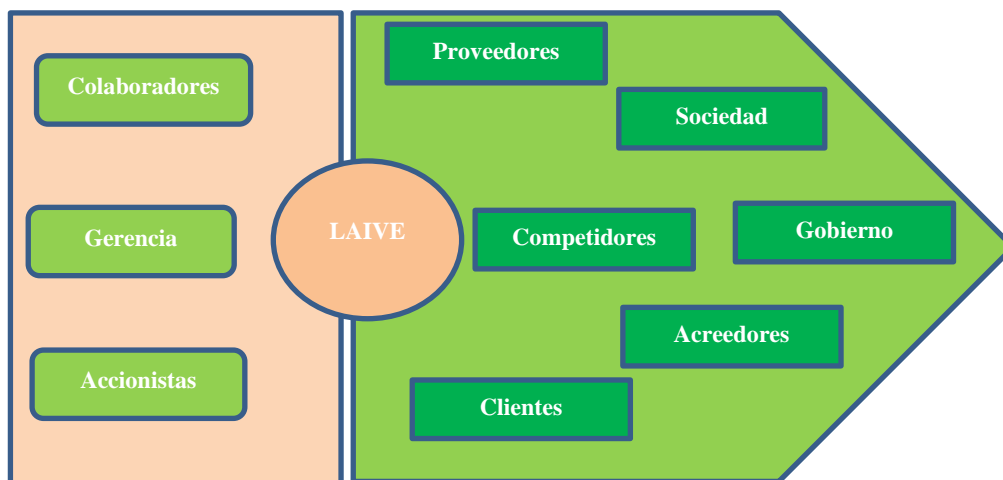 Colaboradores
Gerencia
Accionistas
LAIVE
Proveedores
Sociedad
Competidores
Gobierno
Acreedores
Clientes